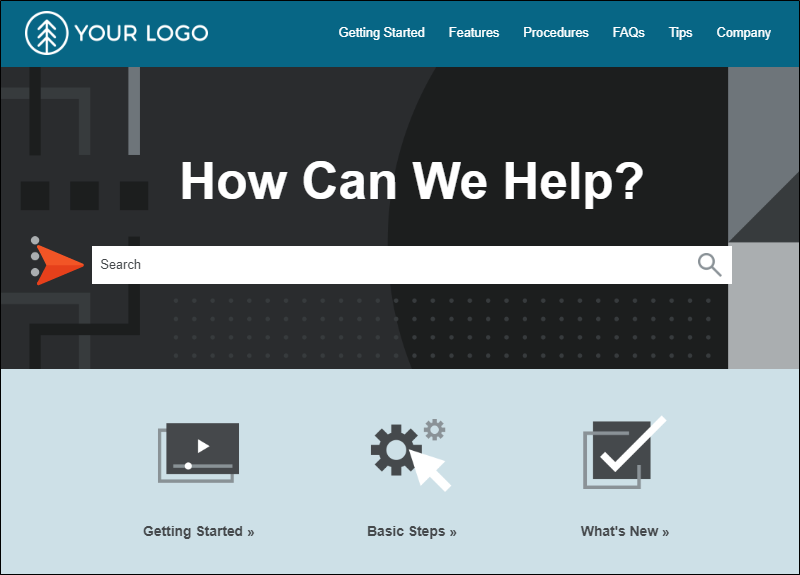 YOUR LOGO
Getting Started Features Procedures FAQs Tips Company
How Can We Help?
Search
Getting Started » Basic Steps » What's New »